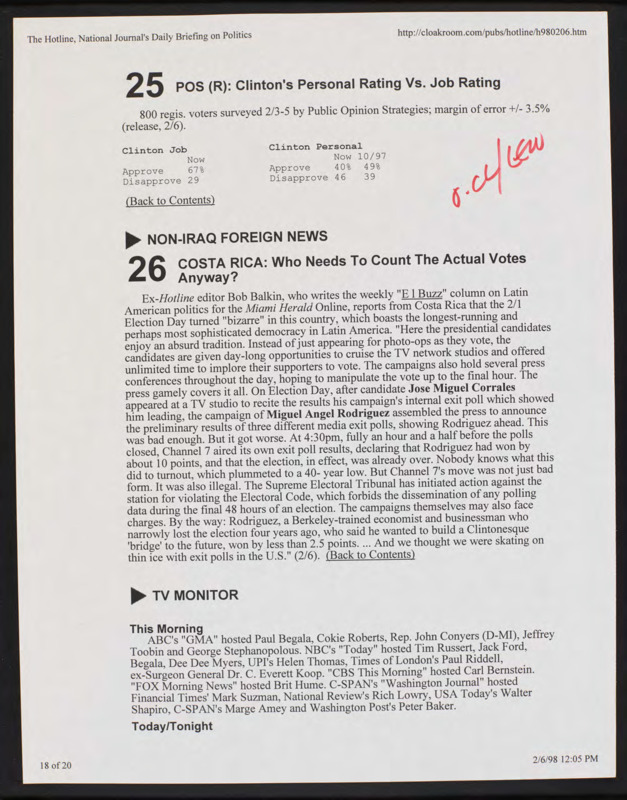 The Hotline, National Journal's Daily Briefing on Politics
http://cloakroom.com/pubs/hotline/h980206.htm
25 POS (R): Clinton's Personal Rating Vs. Job Rating
800 regis. voters surveyed 2/3-5 by Public Opinion Strategies; margin of error +/- 3.5%
(release, 2/6).
Clinton Job
Now
Approve 67%
Disapprove 29
Clinton Personal
Now 10/97
Approve 40% 49%
Disapprove 46 39
(Back to Contents)
NON-IRAQ FOREIGN NEWS
26 COSTA RICA: Who Needs To Count The Actual Votes
Anyway?
Ex-Hotline editor Bob Balkin, who writes the weekly "E l Buzz" column on Latin
American politics for the Miami Herald Online, reports from Costa Rica that the 2/1
Election Day turned "bizarre" in this country, which boasts the longest-running and
perhaps most sophisticated democracy in Latin America. "Here the presidential candidates
enjoy an absurd tradition. Instead of just appearing for photo-ops as they vote, the
candidates are given day-long opportunities to cruise the TV network studios and offered
unlimited time to implore their supporters to vote. The campaigns also hold several press
conferences throughout the day, hoping to manipulate the vote up to the final hour. The
press gamely covers it all. On Election Day, after candidate Jose Miguel Corrales
appeared at a TV studio to recite the results his campaign's internal exit poll which showed
him leading, the campaign of Miguel Angel Rodriguez assembled the press to announce
the preliminary results of three different media exit polls, showing Rodriguez ahead. This
was bad enough. But it got worse. At 4:30pm, fully an hour and a half before the polls
closed, Channel 7 aired its own exit poll results, declaring that Rodriguez had won by
about 10 points, and that the election, in effect, was already over. Nobody knows what this
did to turnout, which plummeted to a 40- year low. But Channel 7's move was not just bad
form. It was also illegal. The Supreme Electoral Tribunal has initiated action against the
station for violating the Electoral Code, which forbids the dissemination of any polling
data during the final 48 hours of an election. The campaigns themselves may also face
charges. By the way: Rodriguez, a Berkeley-trained economist and businessman who
narrowly lost the election four years ago, who said he wanted to build a Clintonesque
'bridge' to the future, won by less than 2.5 points. ... And we thought we were skating on
thin ice with exit polls in the U.S." (2/6). (Back to Contents)
TV MONITOR
This Morning
ABC's "GMA" hosted Paul Begala, Cokie Roberts, Rep. John Conyers (D-MI), Jeffrey
Toobin and George Stephanopolous. NBC's "Today" hosted Tim Russert, Jack Ford,
Begala, Dee Dee Myers, UPI's Helen Thomas, Times of London's Paul Riddell,
ex-Surgeon General Dr. C. Everett Koop. "CBS This Morning" hosted Carl Bernstein.
"FOX Morning News" hosted Brit Hume. C-SPAN's "Washington Journal" hosted
Financial Times' Mark Suzman, National Review's Rich Lowry, USA Today's Walter
Shapiro, C-SPAN's Marge Amey and Washington Post's Peter Baker.
Today/Tonight
18 of 20
2/6/98 12:05 PM